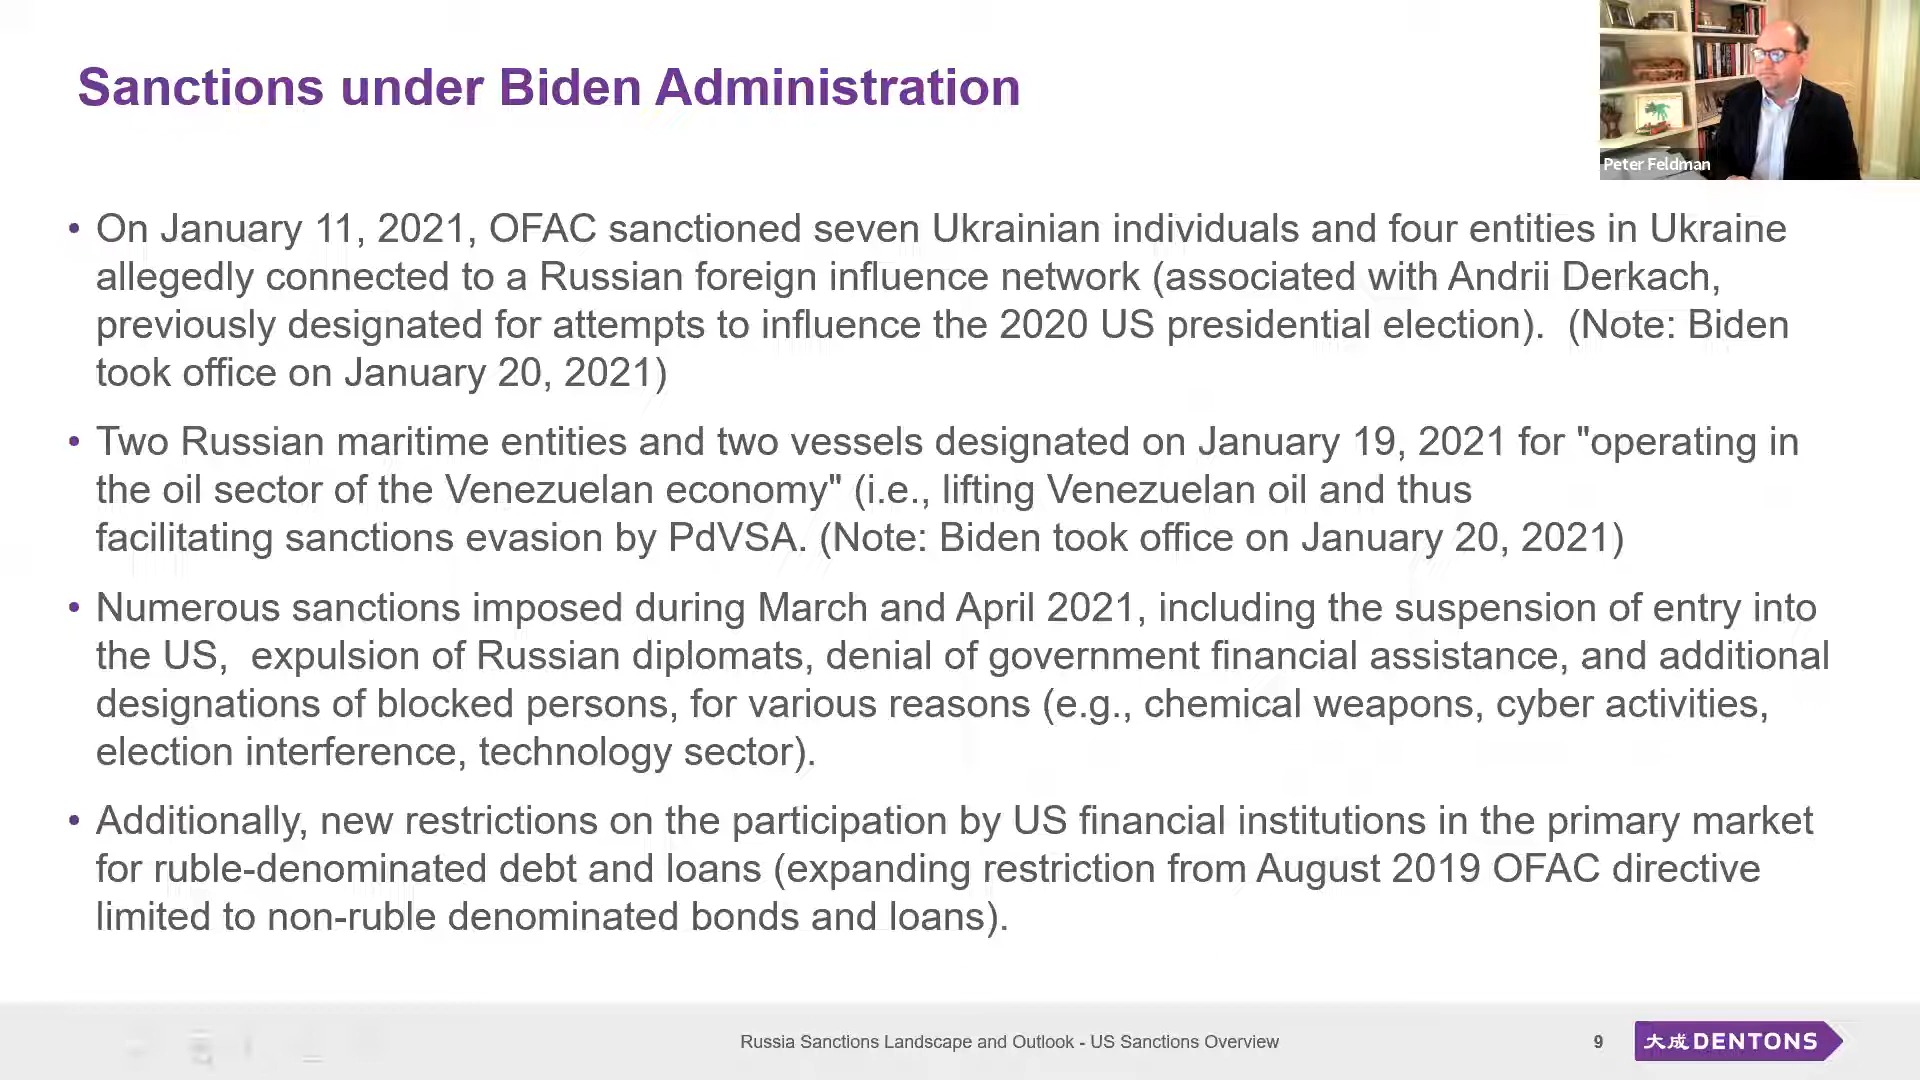 Sanctions under Biden Administration
Peter Feldman
• On January 11, 2021, OFAC sanctioned seven Ukrainian individuals and four entities in Ukraine
allegedly connected to a Russian foreign influence network (associated with Andrii Derkach,
previously designated for attempts to influence the 2020 US presidential election).  (Note: Biden
took office on January 20, 2021)
• Two Russian maritime entities and two vessels designated on January 19, 2021 for "operating in
the oil sector of the Venezuelan economy" (i.e., lifting Venezuelan oil and thus
facilitating sanctions evasion by PdVSA. (Note: Biden took office on January 20, 2021)
• Numerous sanctions imposed during March and April 2021, including the suspension of entry into
the US,  expulsion of Russian diplomats, denial of government financial assistance, and additional
designations of blocked persons, for various reasons (e.g., chemical weapons, cyber activities,
election interference, technology sector).
• Additionally, new restrictions on the participation by US financial institutions in the primary market
for ruble-denominated debt and loans (expanding restriction from August 2019 OFAC directive
limited to non-ruble denominated bonds and loans).
Russia Sanctions Landscape and Outlook - US Sanctions Overview
9
大成 DENTONS